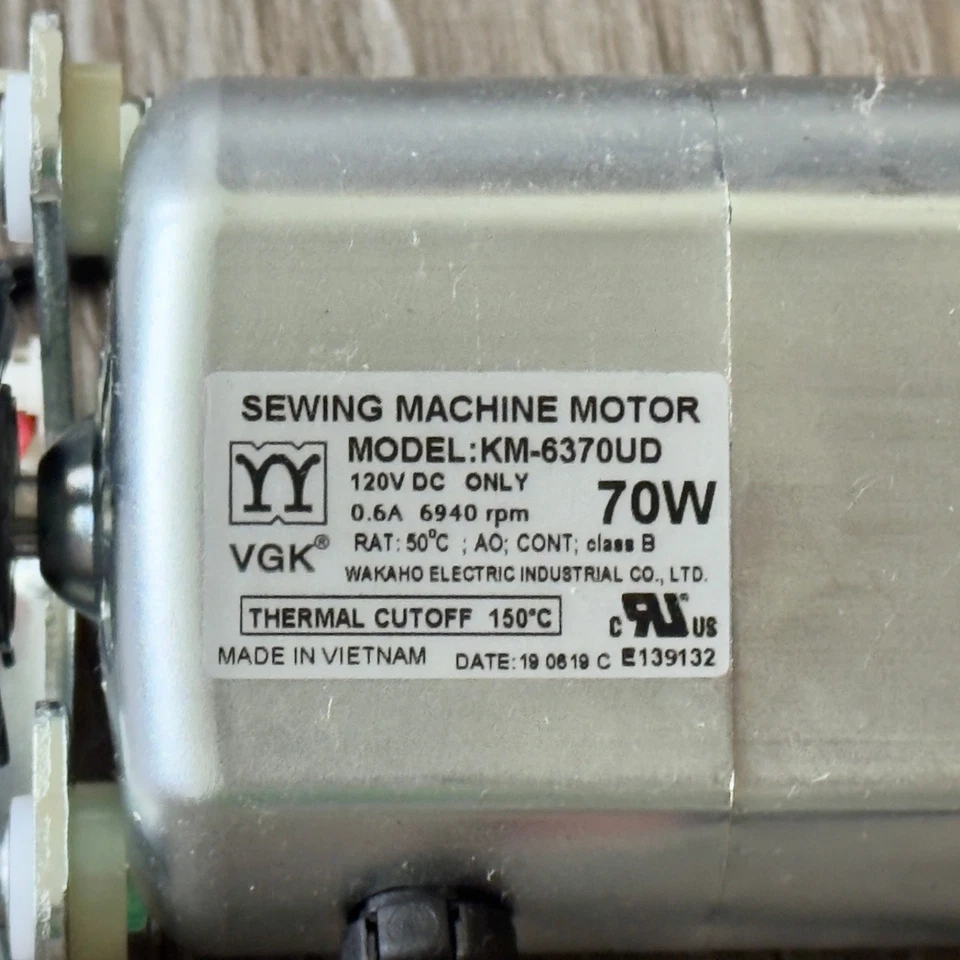 SEWING MACHINE MOTOR
MODEL:KM-6370UD
120V DC ONLY
0.6A 6940 rpm 70W
VGK®
RAT: 50°C ; AO; CONT; class B
WAKAHO ELECTRIC INDUSTRIAL CO., LTD.
THERMAL CUTOFF 150°C
C RU US
MADE IN VIETNAM DATE: 19 0619 C E139132